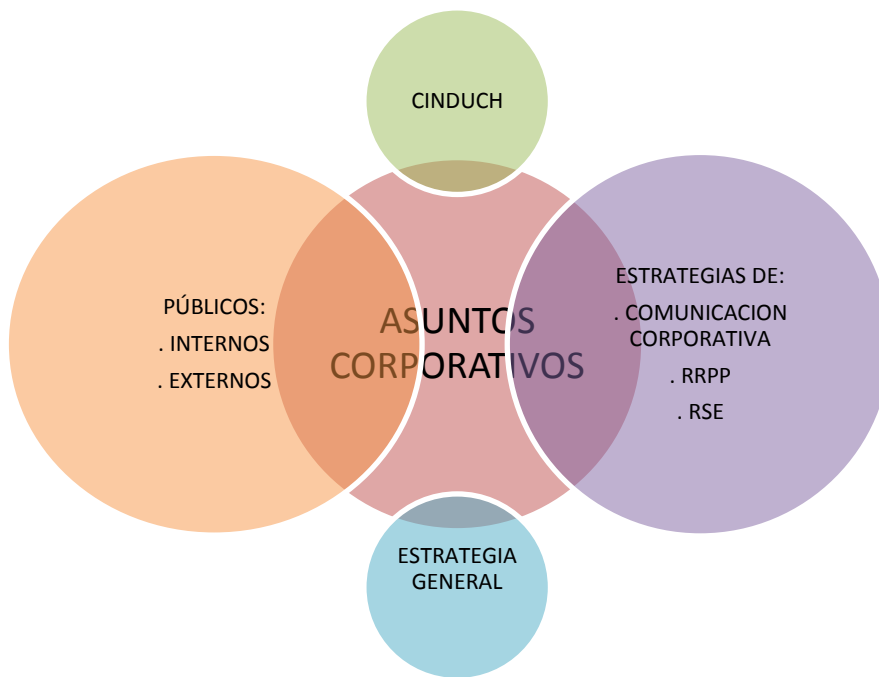 CINDUCH
PÚBLICOS:
. INTERNOS
. EXTERNOS
ASUNTOS
CORPORATIVOS
ESTRATEGIAS DE:
. COMUNICACION
CORPORATIVA
. RRPP
. RSE
ESTRATEGIA
GENERAL